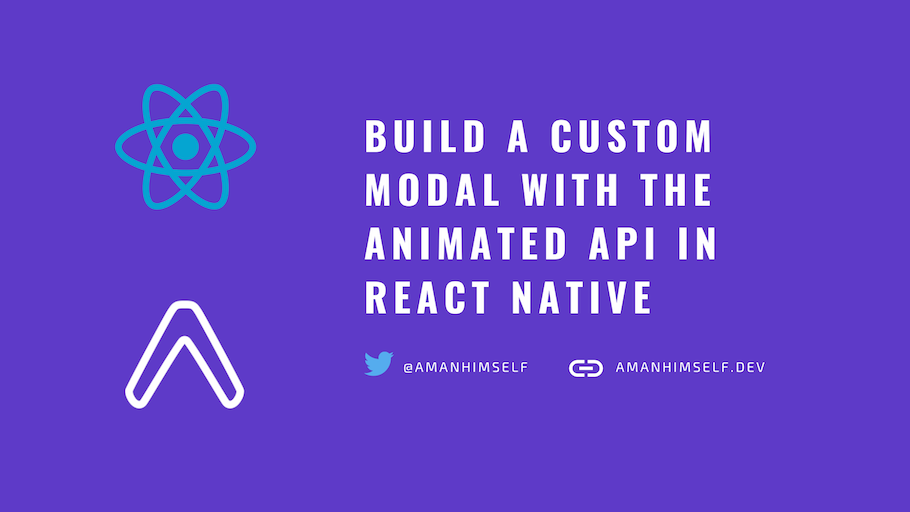 BUILD A CUSTOM
MODAL WITH THE
ANIMATED API IN
REACT NATIVE
@AMANHIMSELF AMANHIMSELF.DEV